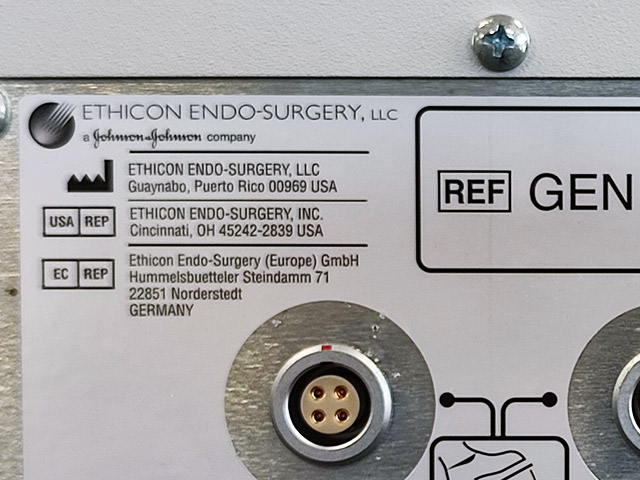 ETHICON ENDO-SURGERY, LLC
a Johnson & Johnson company
ETHICON ENDO-SURGERY, LLC
Guaynabo, Puerto Rico 00969 USA
USA REP
ETHICON ENDO-SURGERY, INC.
Cincinnati, OH 45242-2839 USA
EC REP
Ethicon Endo-Surgery (Europe) GmbH
Hummelsbuetteler Steindamm 71
22851 Norderstedt
GERMANY
REF GEN